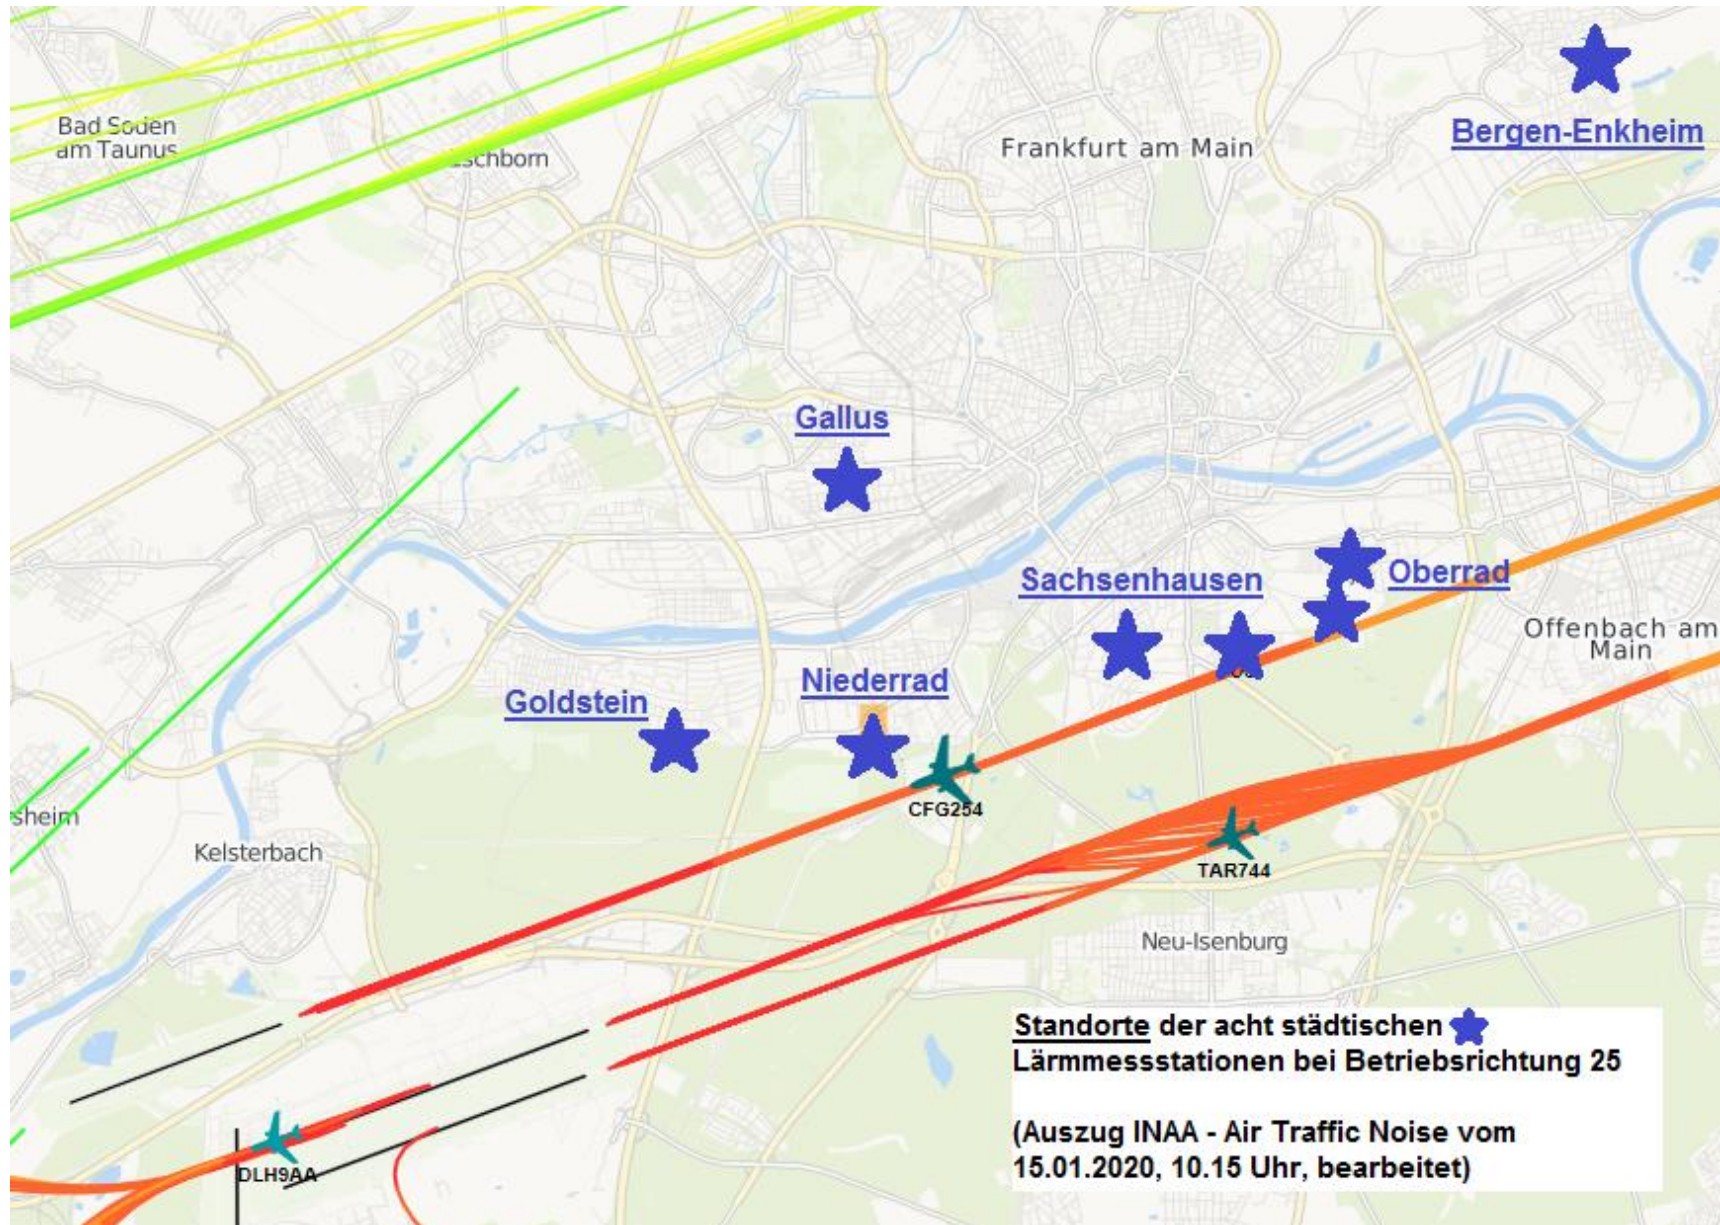 Bad Soden
am Taunus
schborn
Frankfurt am Main
Bergen-Enkheim
Gallus
Sachsenhausen
Oberrad
Offenbach am
Main
Niederrad
Goldstein
CFG254
sheim
Kelsterbach
TAR744
Neu-Isenburg
DLH9AA
Standorte der acht städtischen
Lärmmessstationen bei Betriebsrichtung 25
(Auszug INAA - Air Traffic Noise vom
15.01.2020, 10.15 Uhr, bearbeitet)